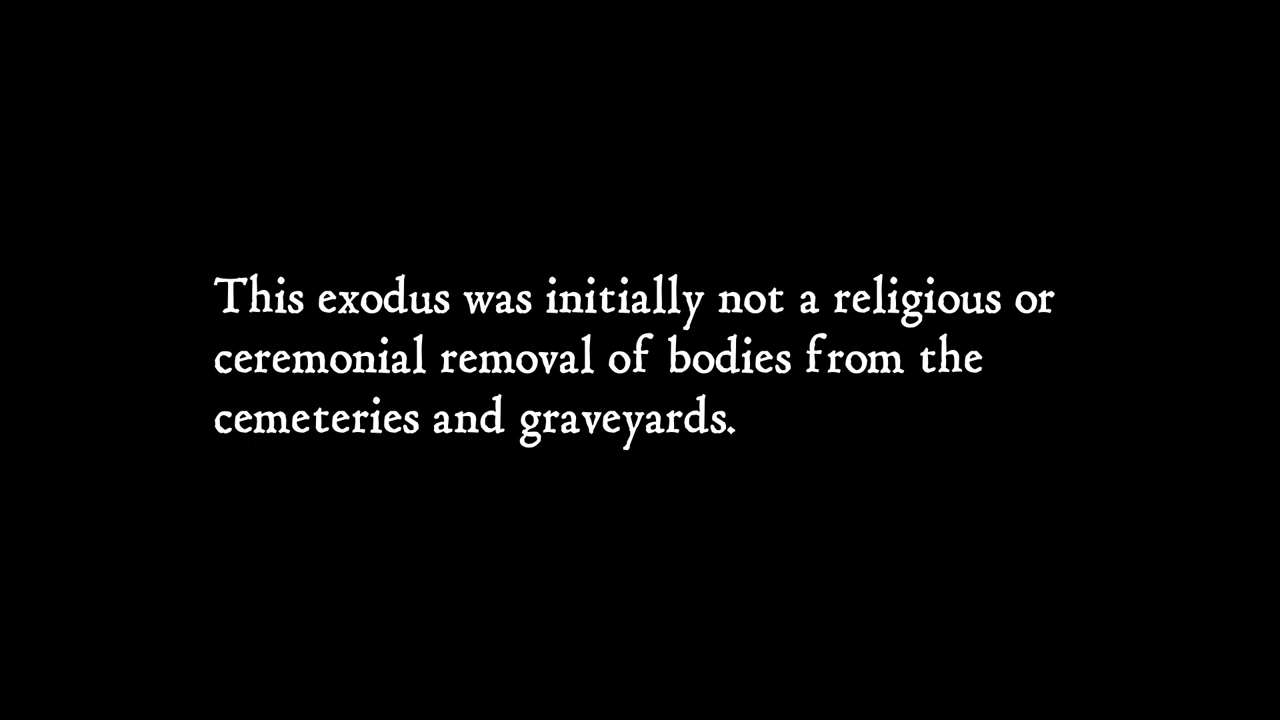 This exodus was initially not a religious or
ceremonial removal of bodies from the
cemeteries and graveyards.